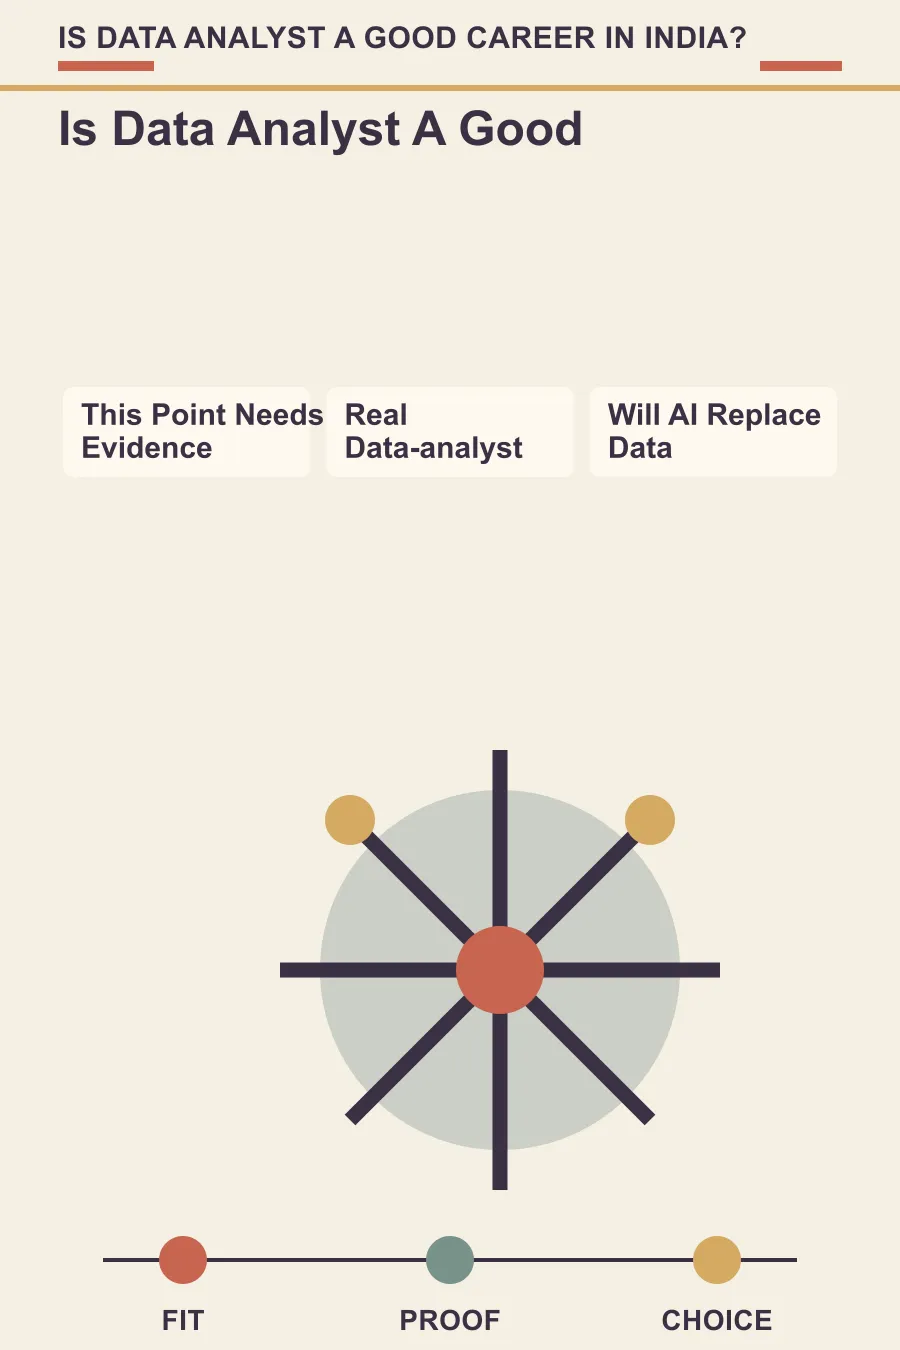 IS DATA ANALYST A GOOD CAREER IN INDIA?
Is Data Analyst A Good
This Point Needs
Evidence
Real
Data-analyst
Will AI Replace
Data
FIT
PROOF
CHOICE